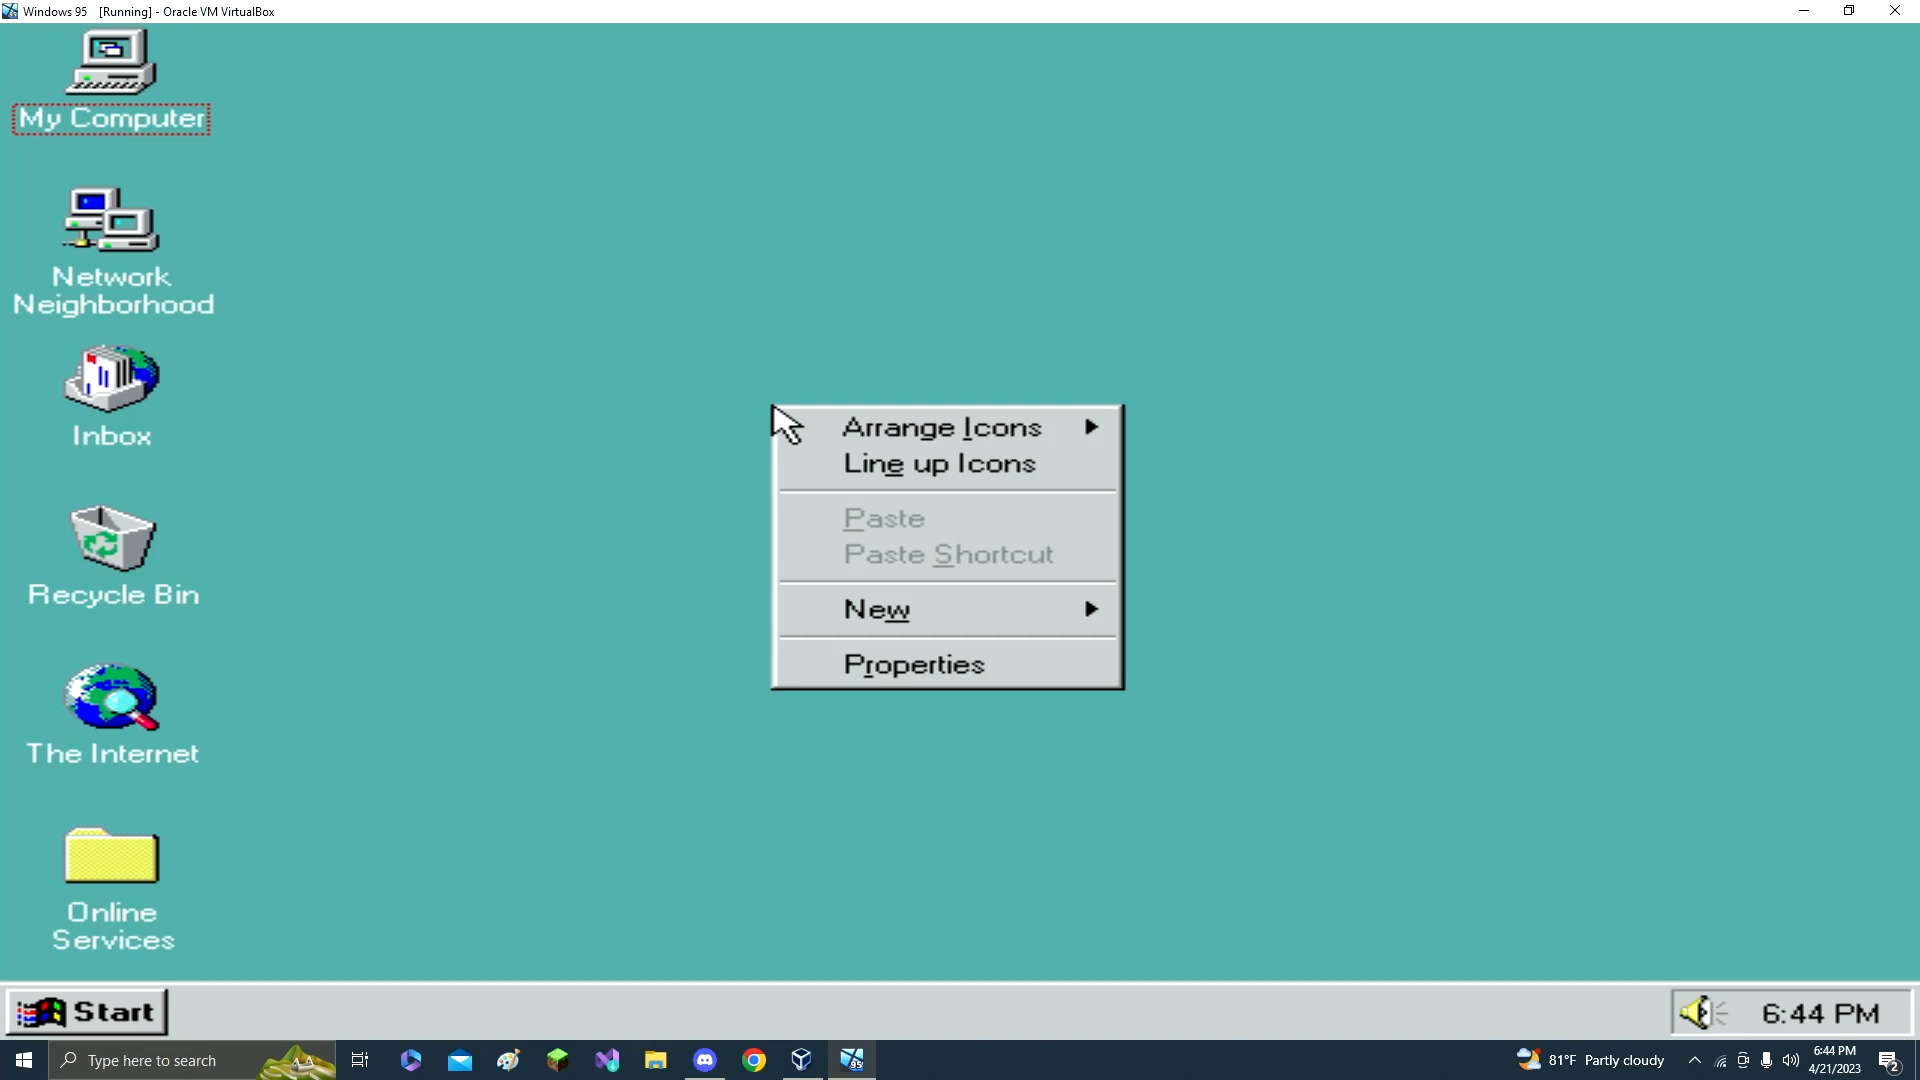 Windows 95 [Running] - Oracle VM VirtualBox
My Computer
Network
Neighborhood
Inbox
Recycle Bin
The Internet
Online
Services
Arrange Icons
Line up Icons
Paste
Paste Shortcut
New
Properties
Start
6:44 PM
Type here to search
95
81°F Partly cloudy
6:44 PM
4/21/2023
2